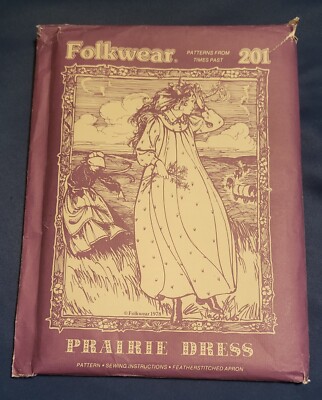 Folkwear® PATTERNS FROM TIMES PAST 201
©Folkwear 1978
PRAIRIE DRESS
PATTERN • SEWING INSTRUCTIONS • FEATHERSTITCHED APRON